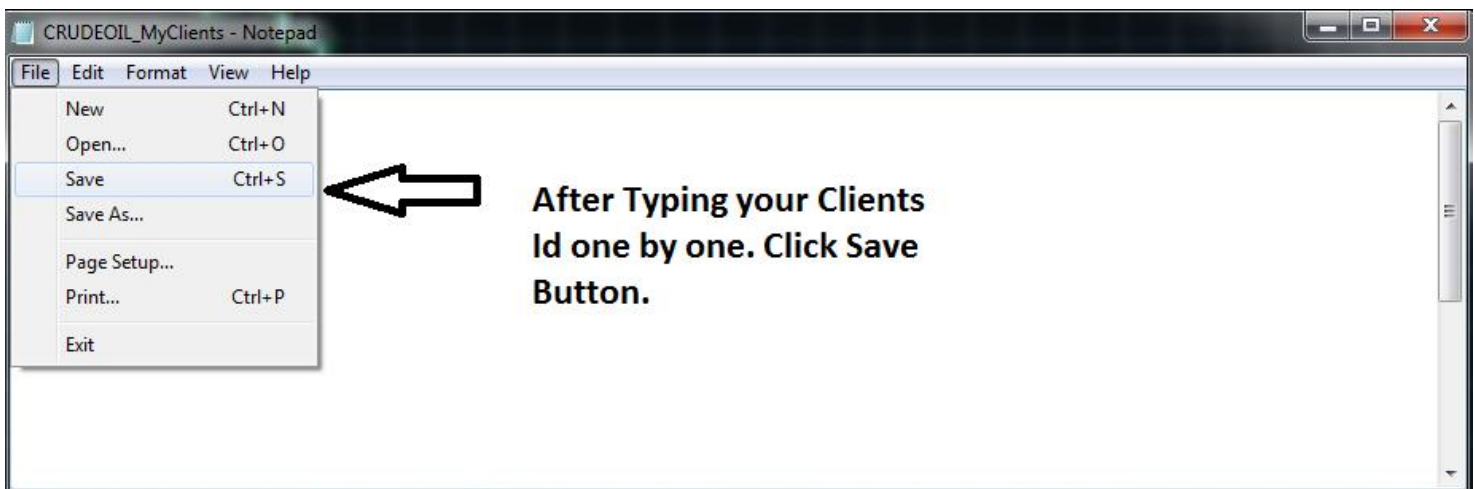 CRUDEOIL_MyClients - Notepad
File Edit Format View Help
New Ctrl+N
Open... Ctrl+O
Save Ctrl+S
Save As...
Page Setup...
Print... Ctrl+P
Exit
After Typing your Clients
Id one by one. Click Save
Button.